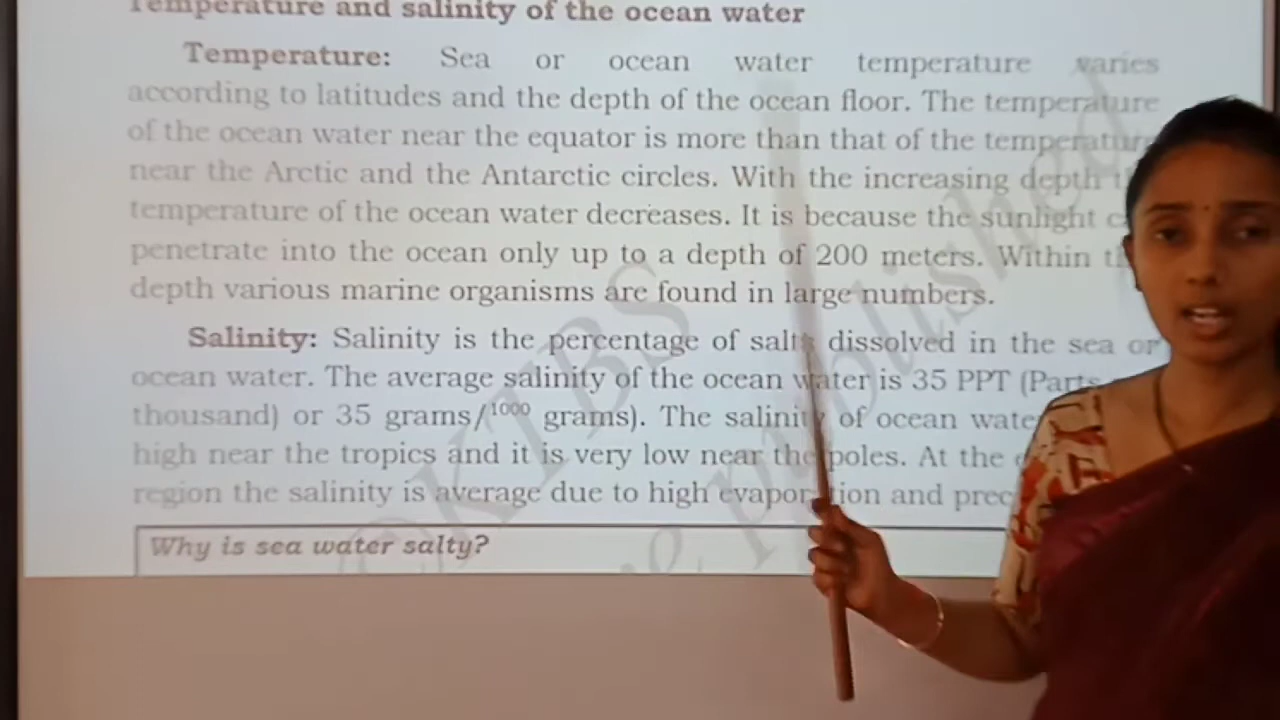 Temperature and salinity of the ocean water
Temperature: Sea or ocean water temperature varies
according to latitudes and the depth of the ocean floor. The temperature
of the ocean water near the equator is more than that of the temperature
near the Arctic and the Antarctic circles. With the increasing depth
temperature of the ocean water decreases. It is because the sunlight
penetrate into the ocean only up to a depth of 200 meters. Within
depth various marine organisms are found in large numbers.
Salinity: Salinity is the percentage of salts dissolved in the sea or
ocean water. The average salinity of the ocean water is 35 PPT (Parts
thousand) or 35 grams/1000 grams). The salinity of ocean water
high near the tropics and it is very low near the poles. At the
region the salinity is average due to high evaporation and
Why is sea water salty?
©KTBS
be published